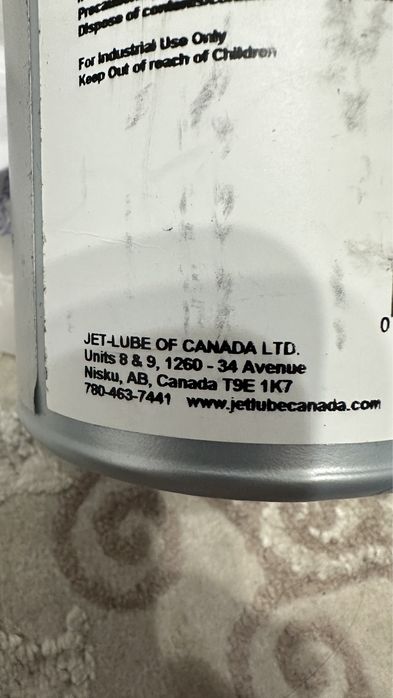 Dispose of
For Industrial Use Only
Keep Out of reach of Children
JET-LUBE OF CANADA LTD.
Units 8 & 9, 1260 - 34 Avenue
Nisku, AB, Canada T9E 1K7
780-463-7441 www.jetlubecanada.com
0